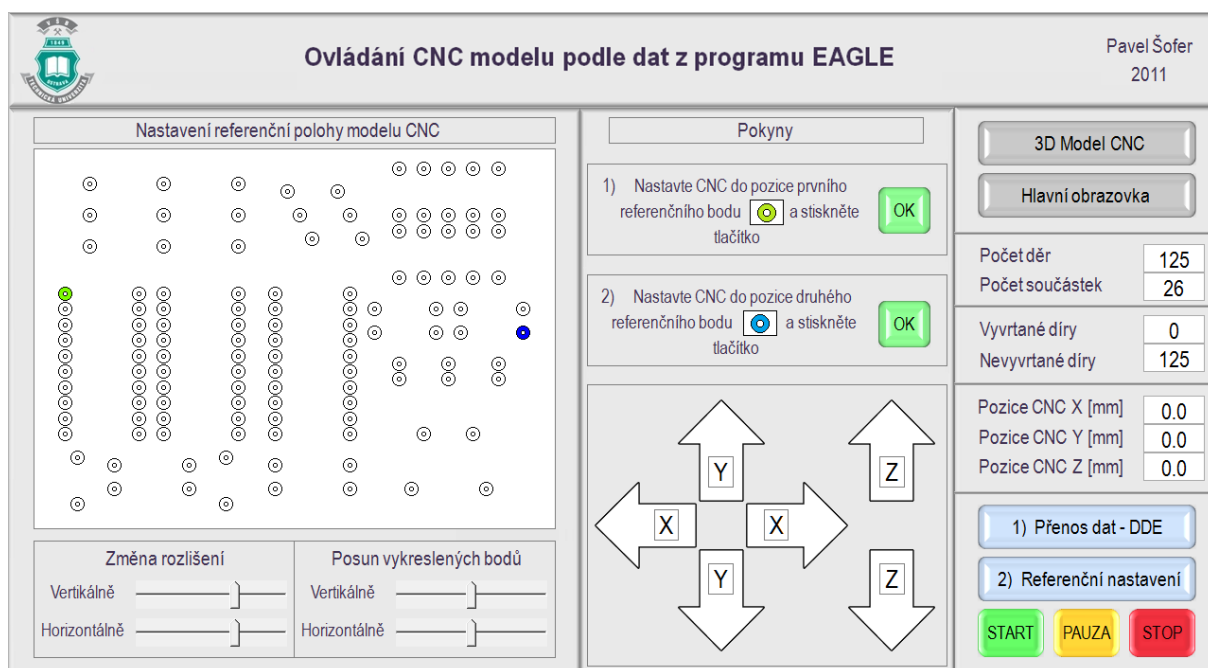 Ovládání CNC modelu podle dat z programu EAGLE
Pavel Šofer
2011
Nastavení referenční polohy modelu CNC
Změna rozlišení
Vertikálně
Horizontálně
Posun vykreslených bodů
Vertikálně
Horizontálně
Pokyny
1) Nastavte CNC do pozice prvního
referenčního bodu a stiskněte
tlačítko
OK
2) Nastavte CNC do pozice druhého
referenčního bodu a stiskněte
tlačítko
OK
Y
Z
X X
Y
Z
3D Model CNC
Hlavní obrazovka
Počet děr 125
Počet součástek 26
Vyvrtané díry 0
Nevyvrtané díry 125
Pozice CNC X [mm] 0.0
Pozice CNC Y [mm] 0.0
Pozice CNC Z [mm] 0.0
1) Přenos dat - DDE
2) Referenční nastavení
START PAUZA STOP